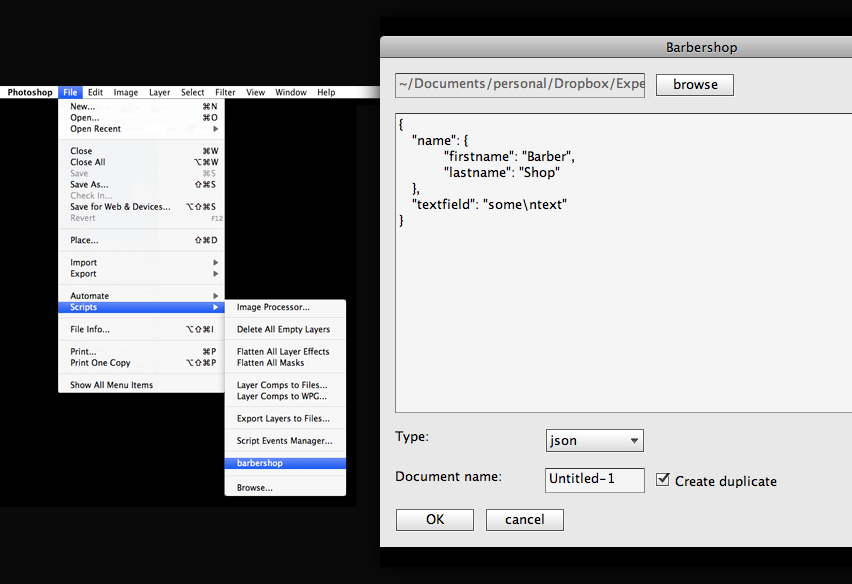 Photoshop File Edit Image Layer Select Filter View Window Help
New... ⌘N
Open... ⌘O
Open Recent
Close ⌘W
Close All ⌥⌘W
Save ⌘S
Save As... ⇧⌘S
Check In...
Save for Web & Devices... ⌥⇧⌘S
Revert F12
Place... ⇧⌘D
Import
Export
Automate
Scripts
File Info... ⌥⇧⌘I
Print... ⌘P
Print One Copy ⌥⇧⌘P
Show All Menu Items
Image Processor...
Delete All Empty Layers
Flatten All Layer Effects
Flatten All Masks
Layer Comps to Files...
Layer Comps to WPG...
Export Layers to Files...
Script Events Manager...
barbershop
Browse...
Barbershop
~/Documents/personal/Dropbox/Expe browse
{
"name": {
"firstname": "Barber",
"lastname": "Shop"
},
"textfield": "some\ntext"
}
Type: json
Document name: Untitled-1 Create duplicate
OK cancel